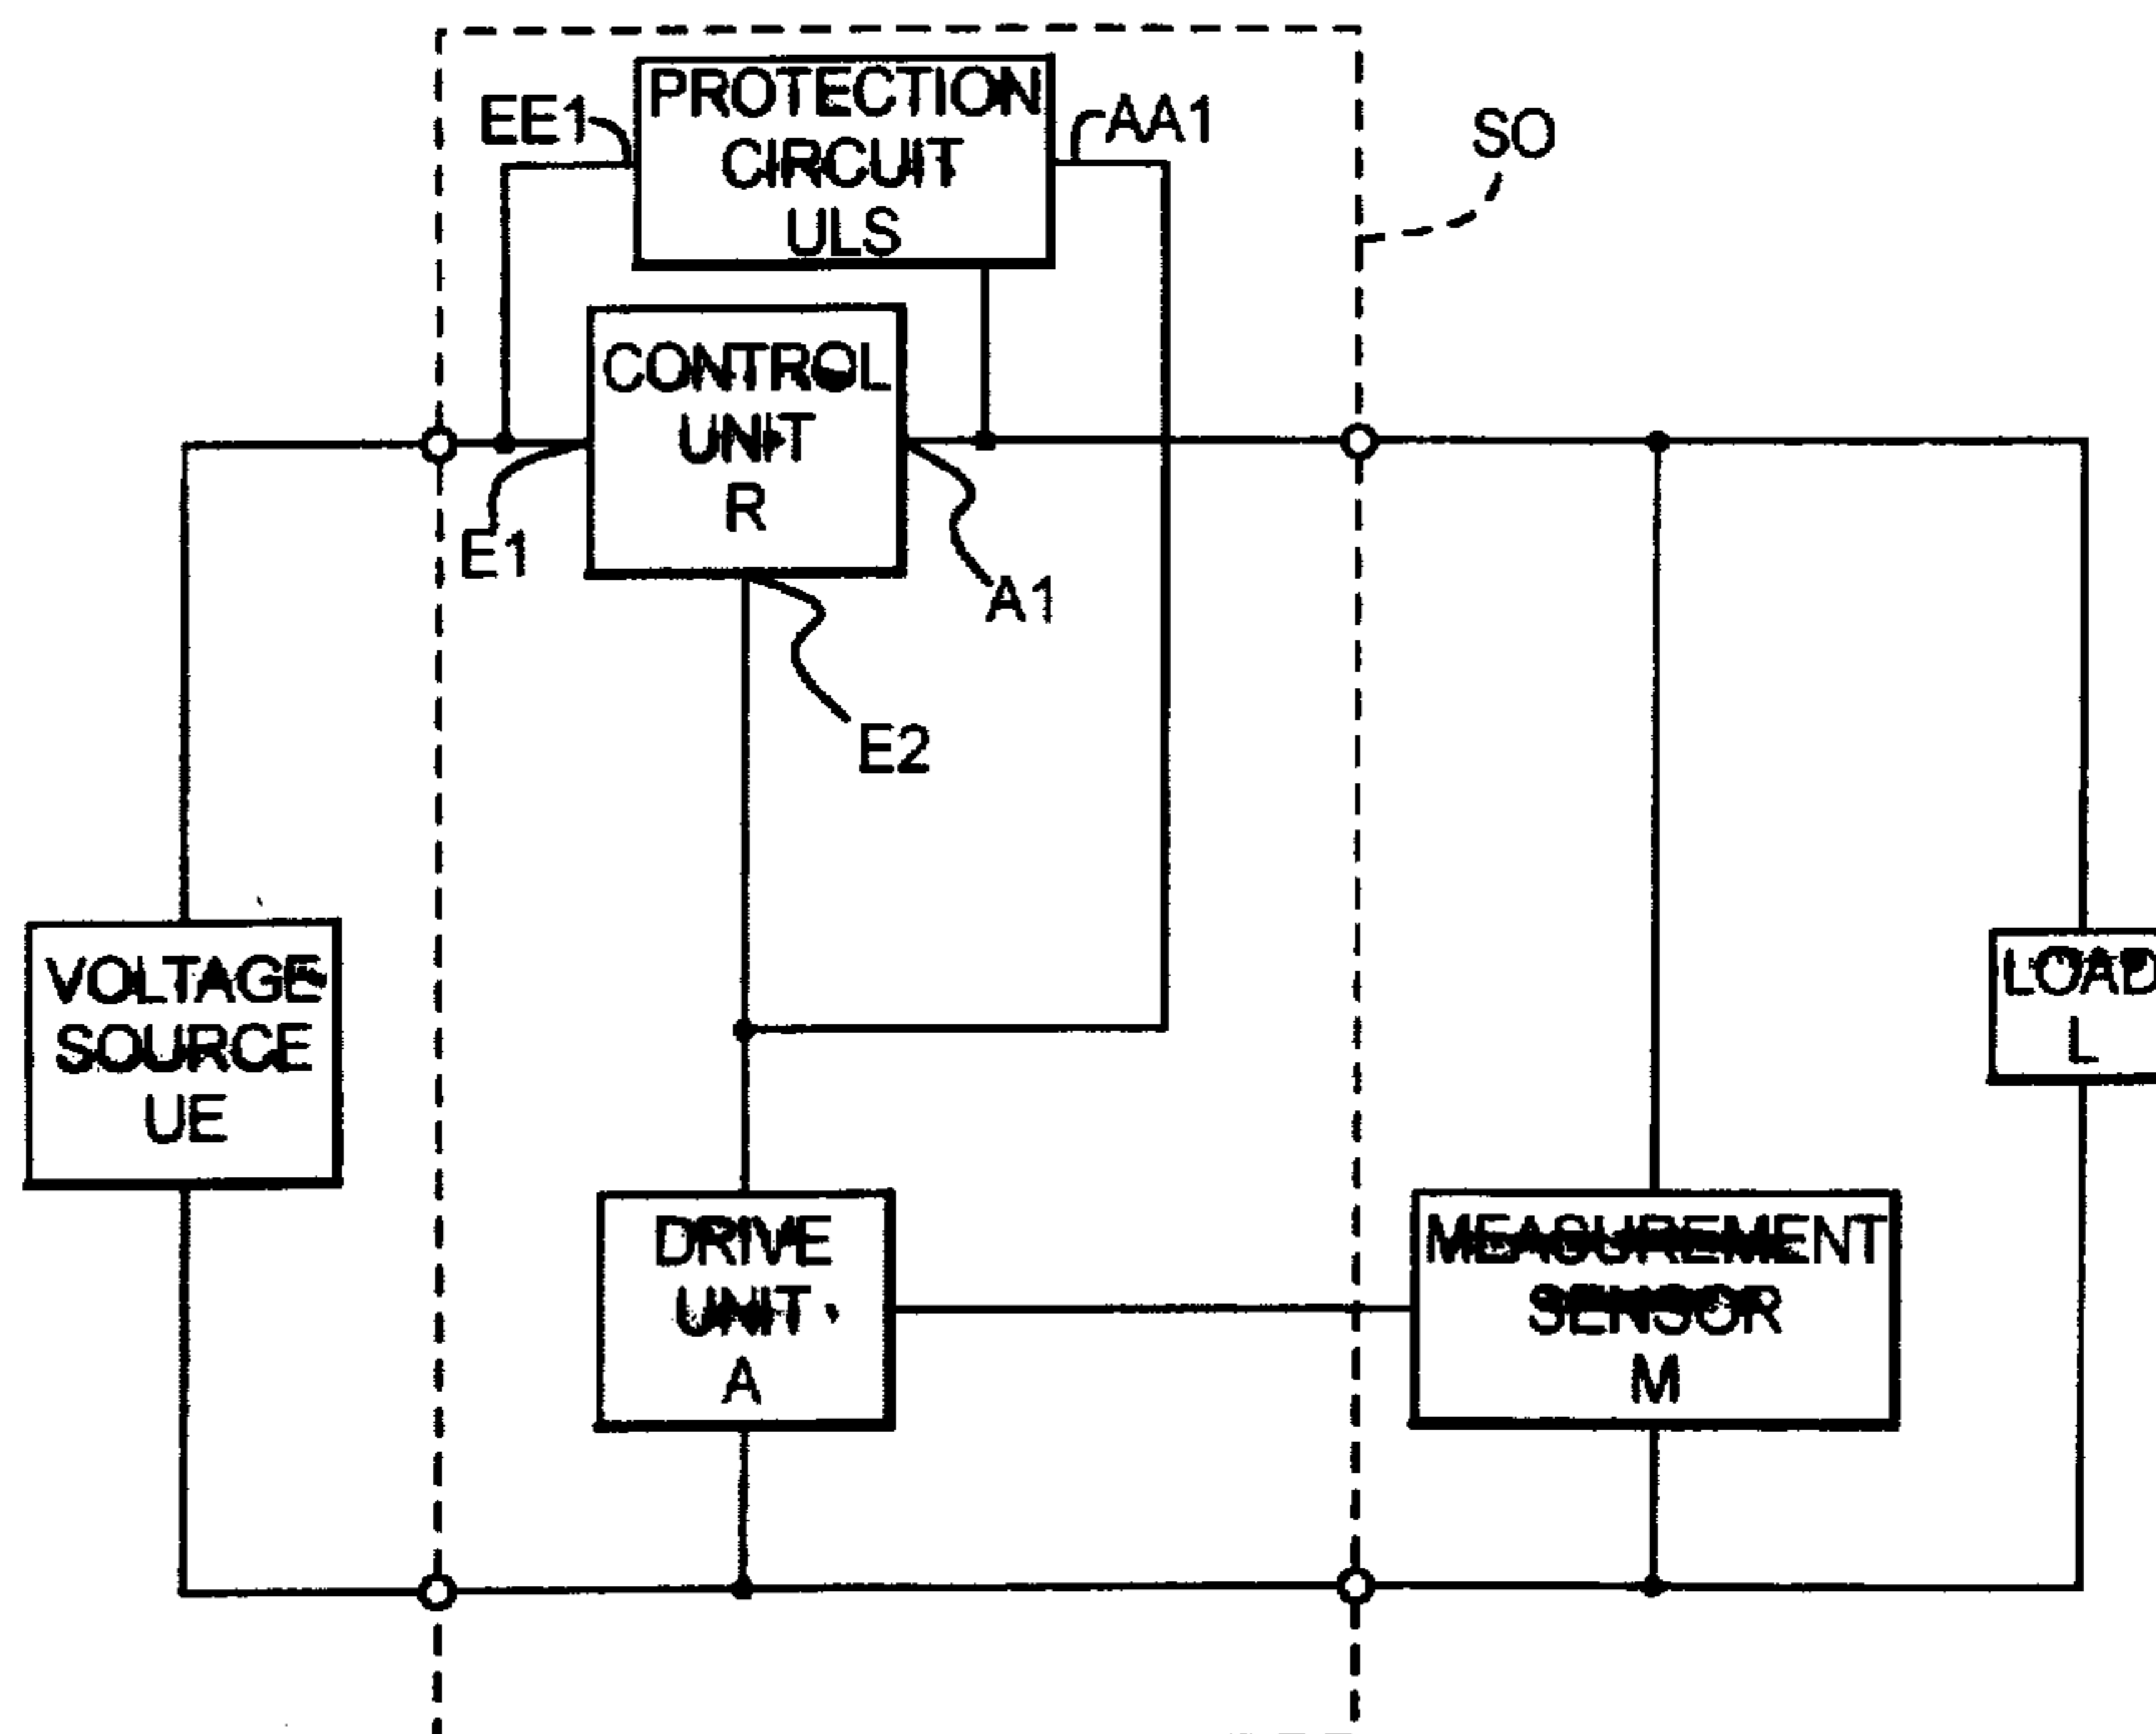 PROTECTION
CIRCUIT
ULS
EE1
AA1
SO
CONTROL
UNIT
R
E1
A1
E2
VOLTAGE
SOURCE
UE
LOAD
L
DRIVE
UNIT
A
MEASUREMENT
SENSOR
M